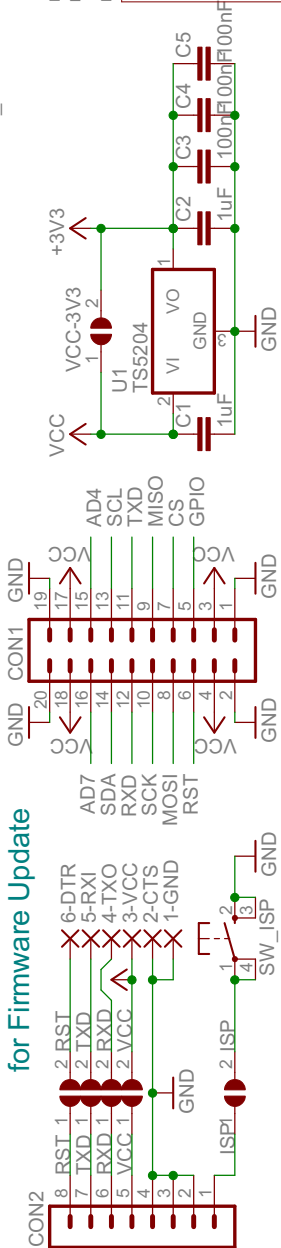 for Firmware Update
CON2
8
7
6
5
4
3
2
1
RST 1
TXD 1
RXD 1
VCC 1
2 RST
2 TXD
2 RXD
2 VCC
6-DTR
5-RXI
4-TXO
3-VCC
2-CTS
1-GND
GND
ISP1
2 ISP
1
4
2
3
SW_ISP
GND
CON1
GND
VCC
20
18
16
14
12
10
8
6
4
2
AD7
SDA
RXD
SCK
MOSI
RST
VCC
GND
GND
VCC
19
17
15
13
11
9
7
5
3
1
AD4
SCL
TXD
MISO
CS
GPIO
VCC
GND
VCC
+3V3
VCC-3V3
1
2
U1
TS5204
2
VI
VO
1
GND
3
GND
C1
1uF
C2
1uF
C3
100nF
C4
100nF
C5
100nF